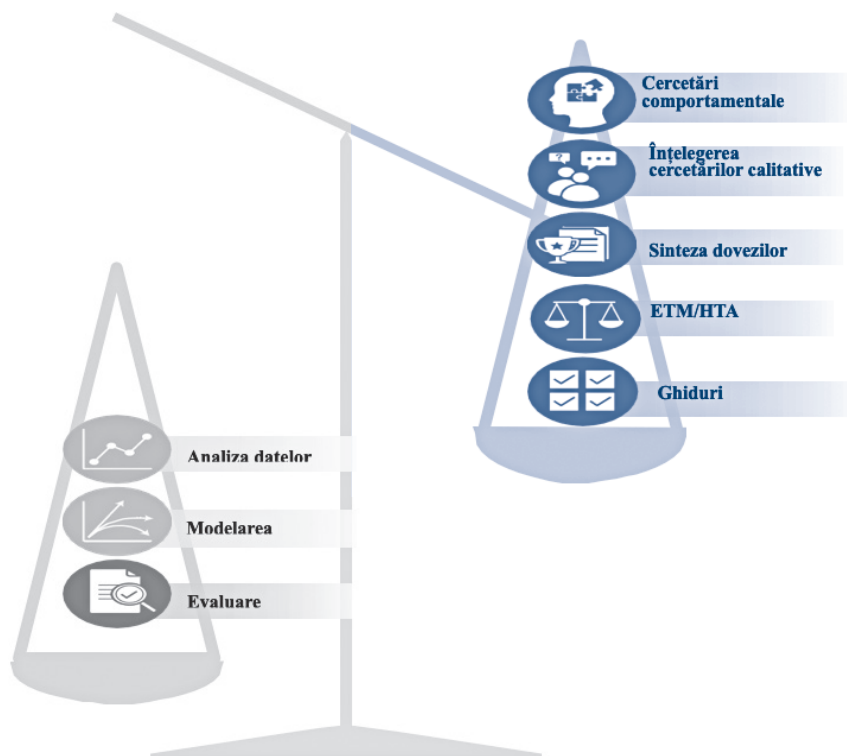 Cercetări
comportamentale
Înțelegerea
cercetărilor calitative
?
Sinteza dovezilor
ETM/HTA
Ghiduri
Analiza datelor
Modelarea
Evaluare